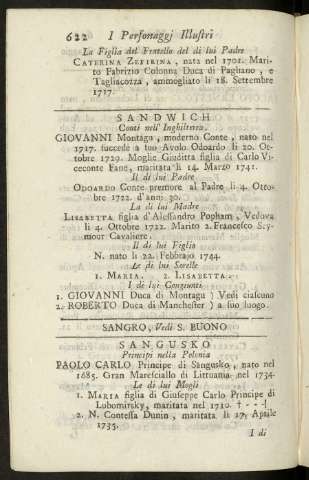 622 I Personaggj Illustri
La Figlia del Fratello del di lui Padre
CATERINA ZEFIRINA, nata nel 1701. Mari-
to Fabrizio Colonna Duca di Pagliano, e
Tagliacozza, ammogliato li 18. Settembre
1717.
SANDWICH
Conti nell'Inghilterra.
GIOVANNI Montagu, moderno Conte, nato nel
1717. succede a suo Avolo Odoardo li 20. Ot-
tobre 1729. Moglie Giuditta figlia di Carlo Vi-
ceconte Fane, maritata li 14. Marzo 1741.
Il di lui Padre
ODOARDO Conte premore al Padre li 4. Otto-
bre 1722. d'anni 30.
La di lui Madre
LISABETTA figlia d'Alessandro Popham, Vedova
li 4. Ottobre 1722. Marito 2. Francesco Sey-
mour Cavaliere.
Il di lui Figlio
N. nato li 22. Febbrajo 1744.
Le di lui Sorelle
1. MARIA. 2. LISABETTA.
I di lui Congiunti
1. GIOVANNI Duca di Montagu ) Vedi ciascuno
2. ROBERTO Duca di Manchester ) a suo luogo.
SANGRO, Vedi S. BUONO
SANGUSKO
Principi nella Polonia
PAOLO CARLO Principe di Sangusko, nato nel
1685. Gran Maresciallo di Littuania nel 1734.
Le di lui Mogli
1. MARIA figlia di Giuseppe Carlo Principe di
Lubomirsky, maritata nel 1710. † - - -
2. N. Contessa Dunin, maritata li 17. Aprile
1735.
I di